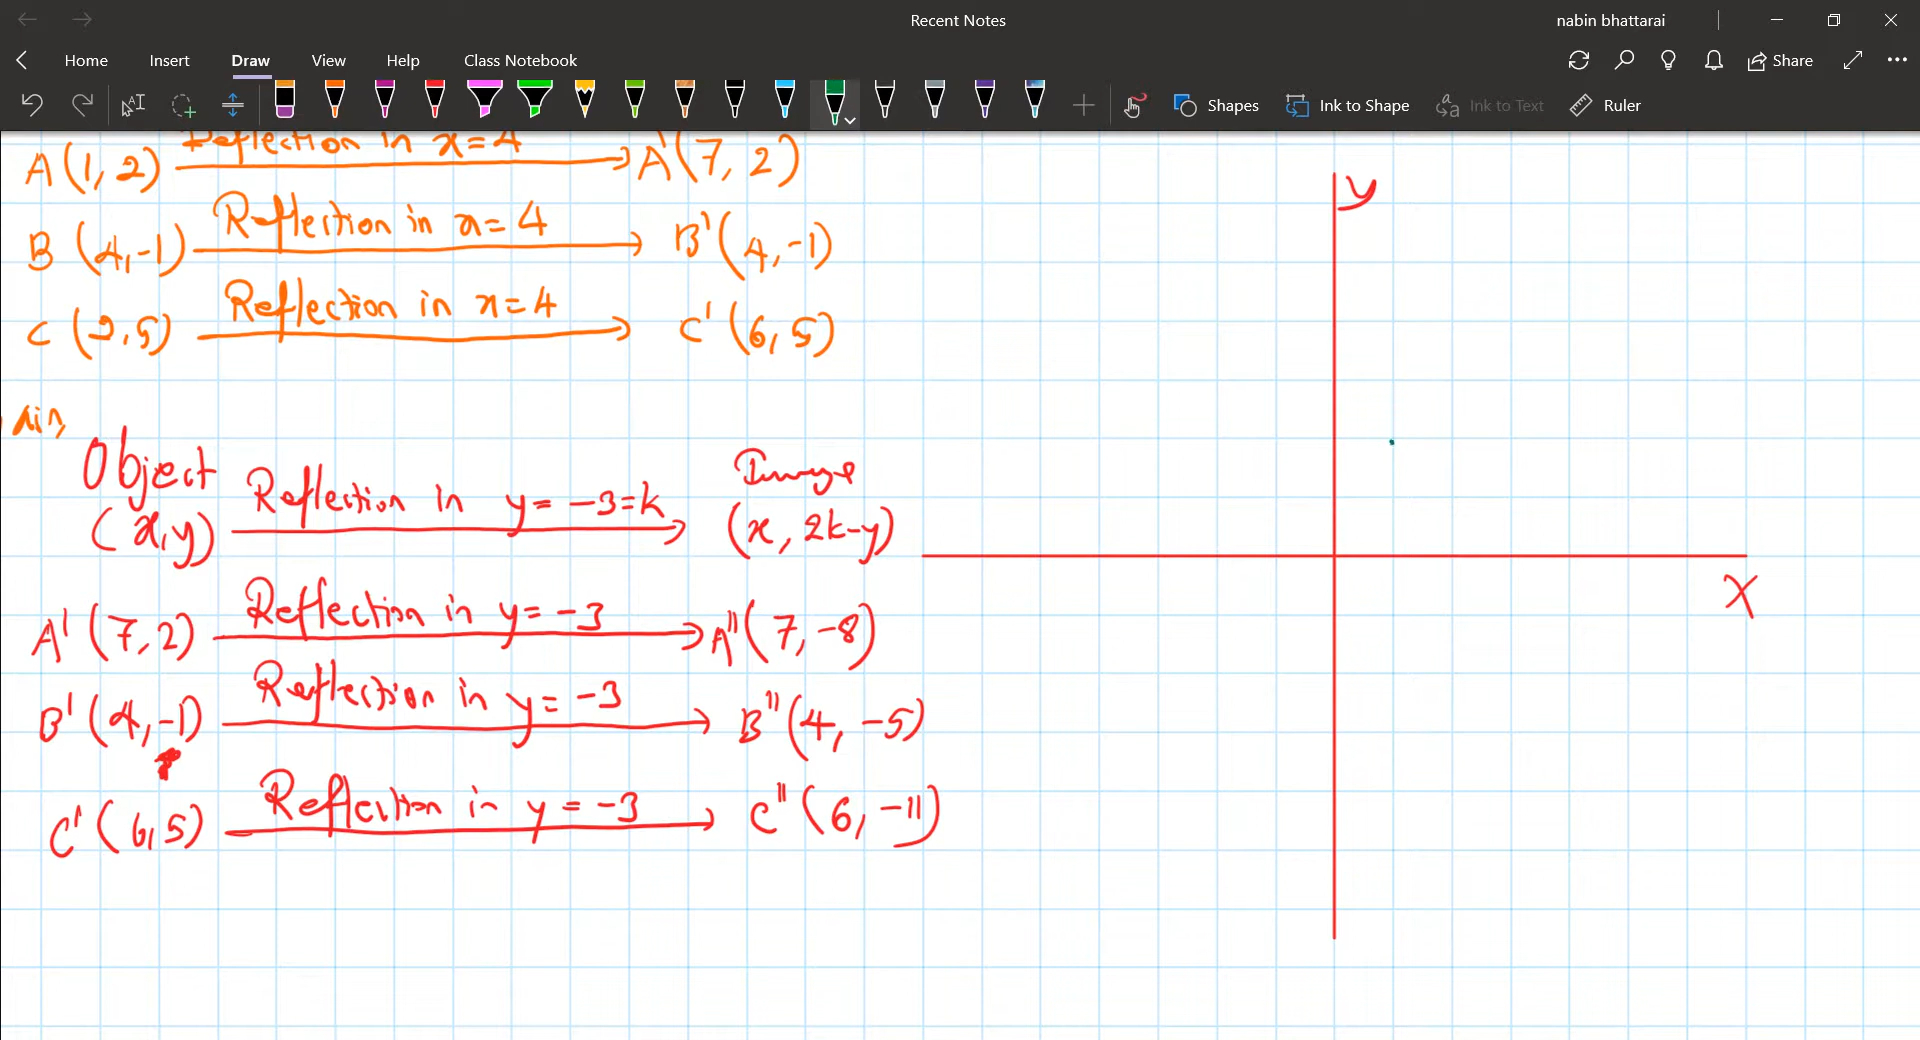 Recent Notes
nabin bhattarai
Home Insert Draw View Help Class Notebook
Share
Shapes Ink to Shape Ink to Text Ruler
Reflection in x=4
A (1, 2) A'(7, 2)
Reflection in x=4
B (4,-1) B'(4,-1)
Reflection in x=4
C (2,5) C'(6, 5)
Object Image
Reflection in y= -3=k
(x,y) (x, 2k-y)
Reflection in y= -3
A' (7,2) A"(7,-8)
Reflection in y= -3
B' (4,-1) B"(4, -5)
Reflection in y = -3
C' (6,5) C" (6, -11)
y
X